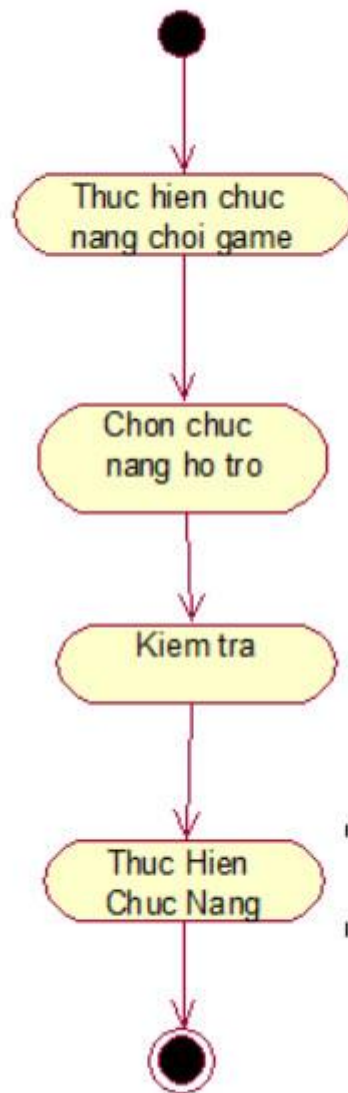 Thuc hien chuc
nang choi game
Chon chuc
nang ho tro
Kiem tra
Thuc Hien
Chuc Nang